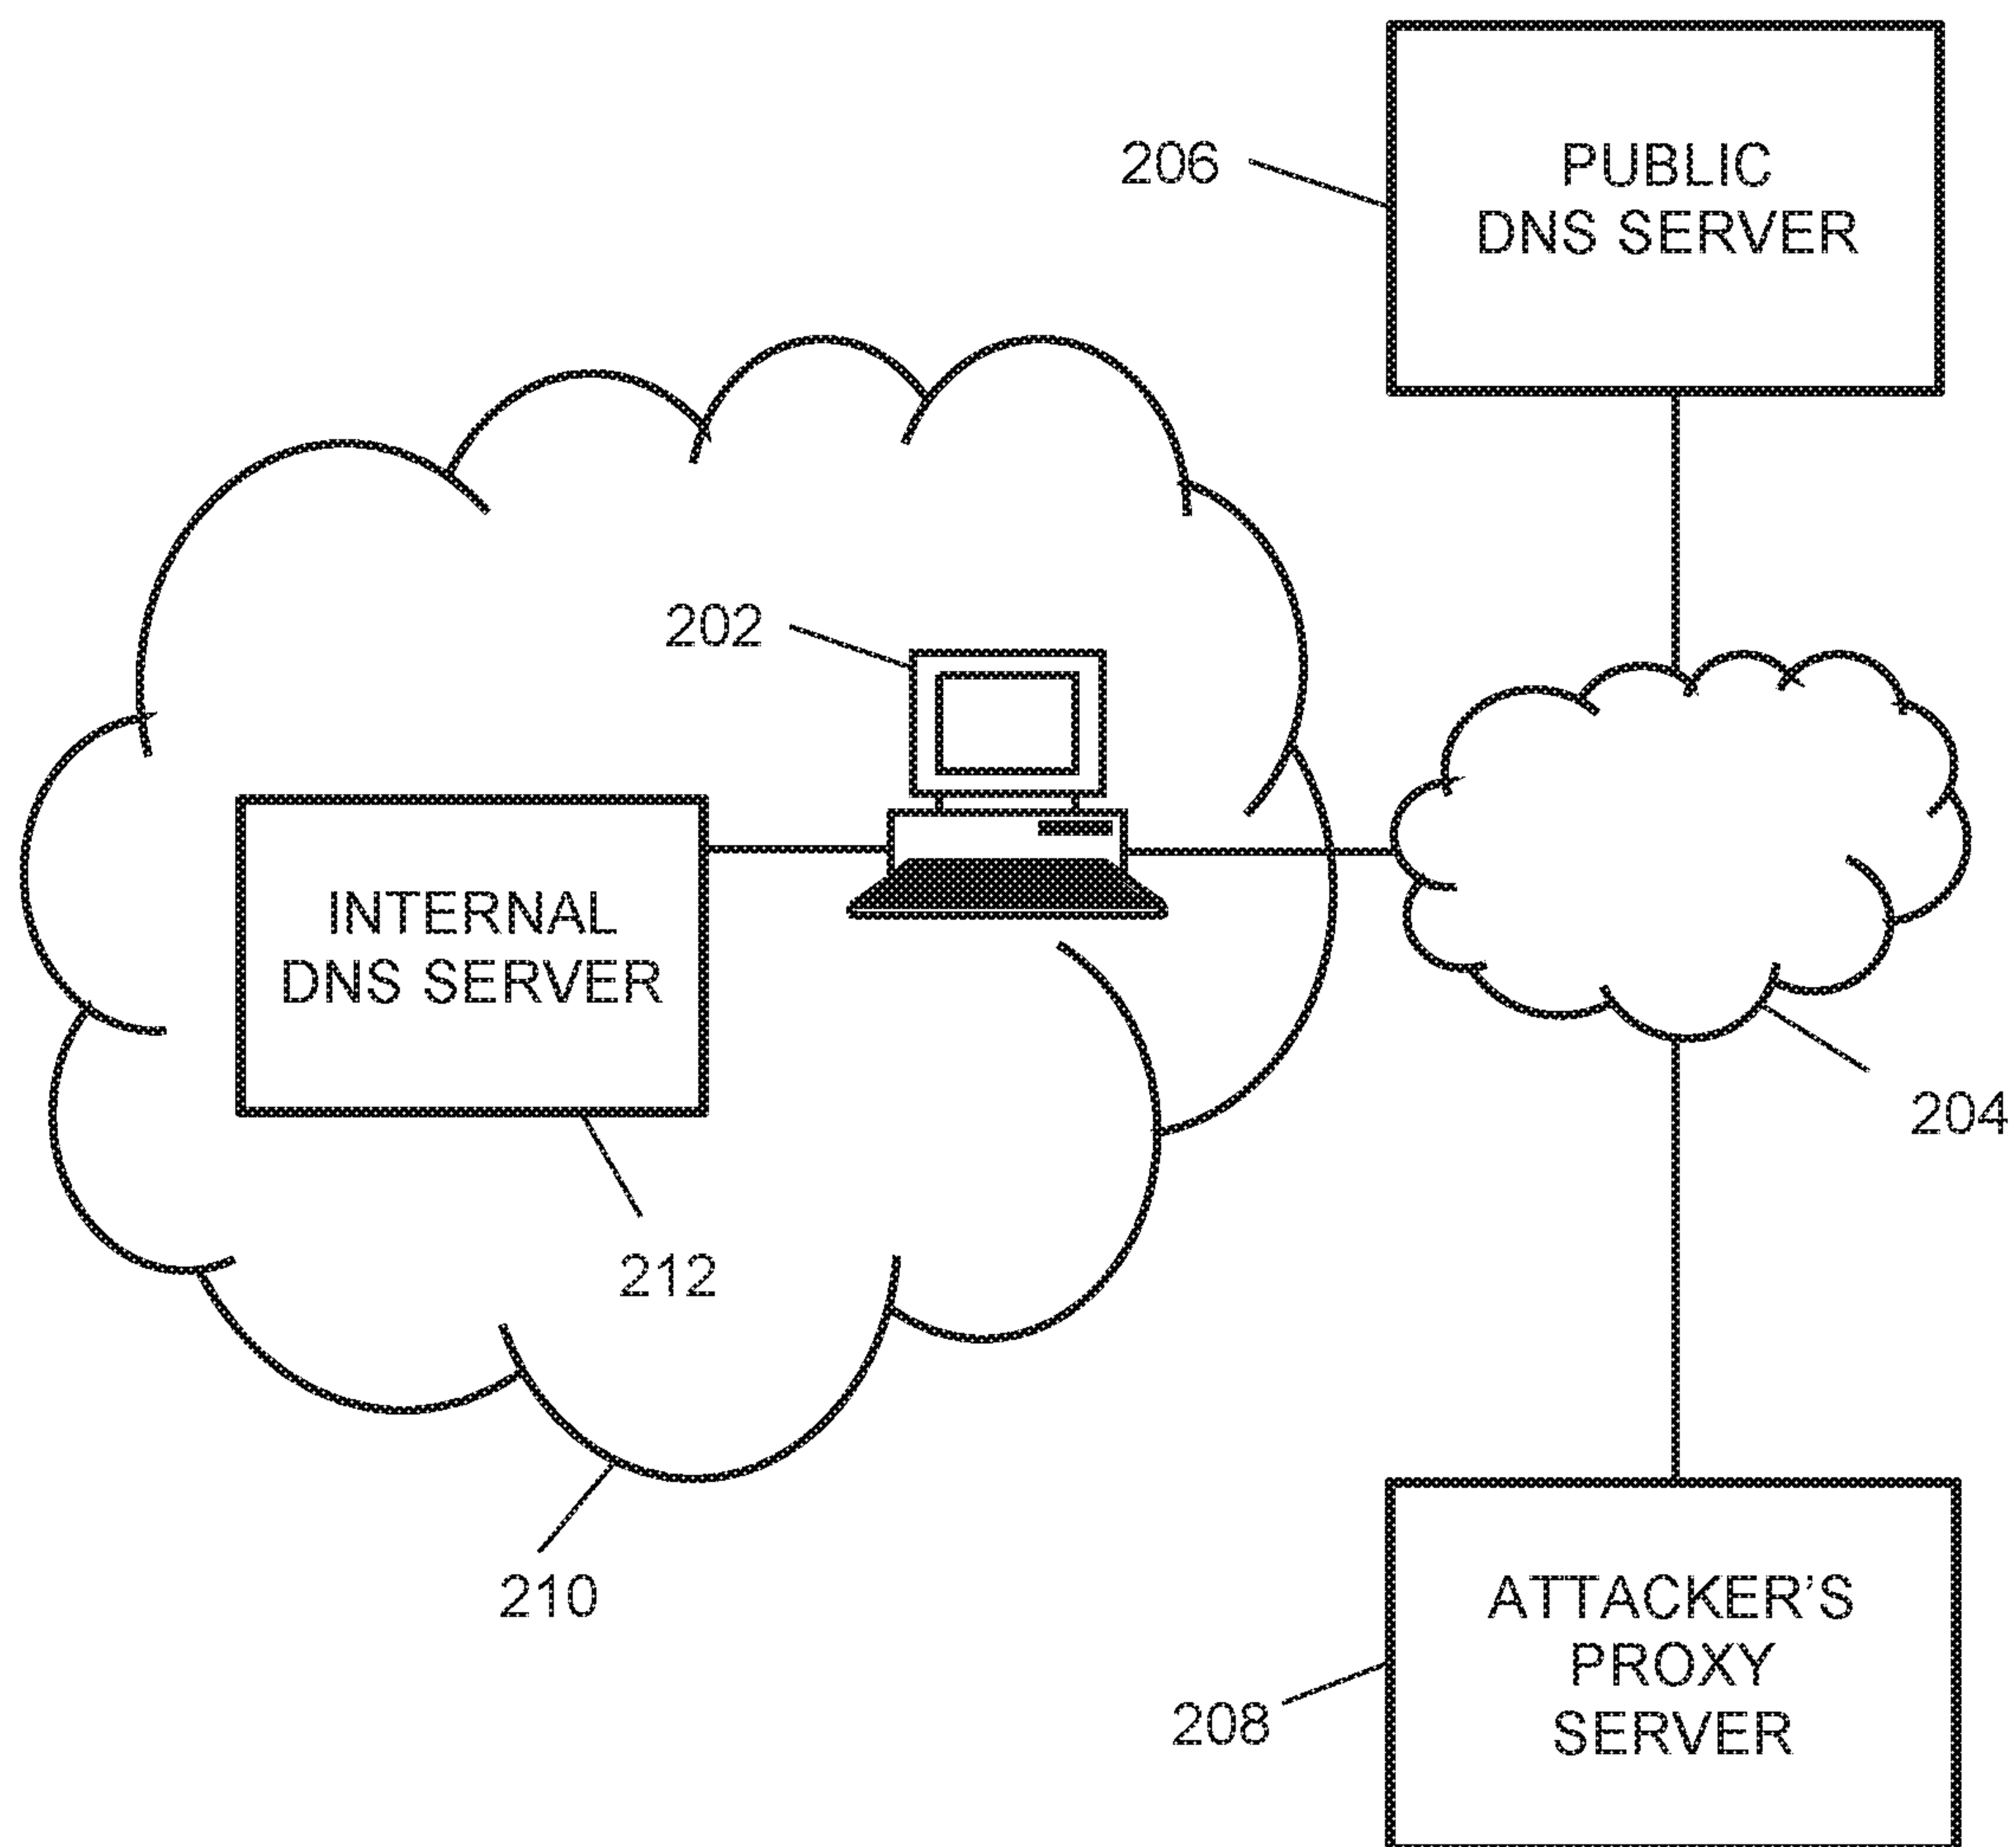 206
PUBLIC
DNS SERVER
202
INTERNAL
DNS SERVER
204
212
210
ATTACKER'S
PROXY
SERVER
208